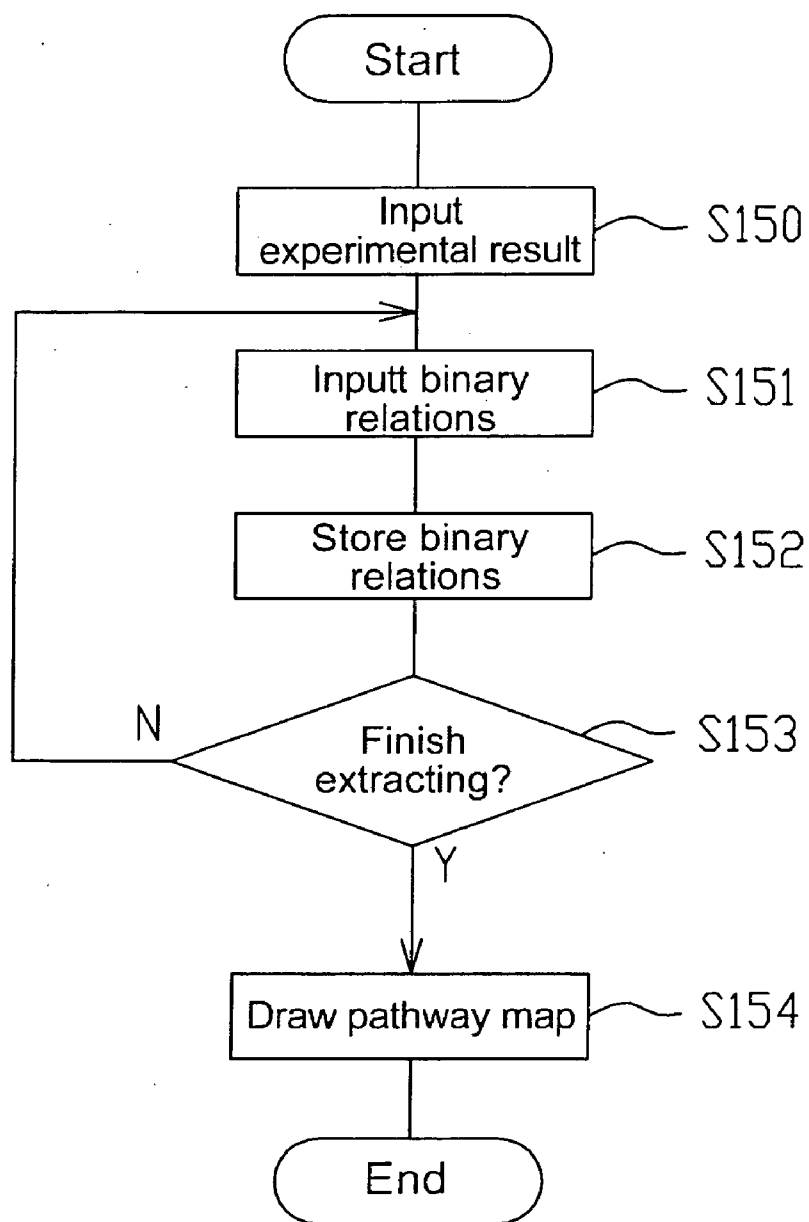 Start
Input
experimental result
S150
Inputt binary
relations
S151
Store binary
relations
S152
N
Finish
extracting?
S153
Y
Draw pathway map
S154
End